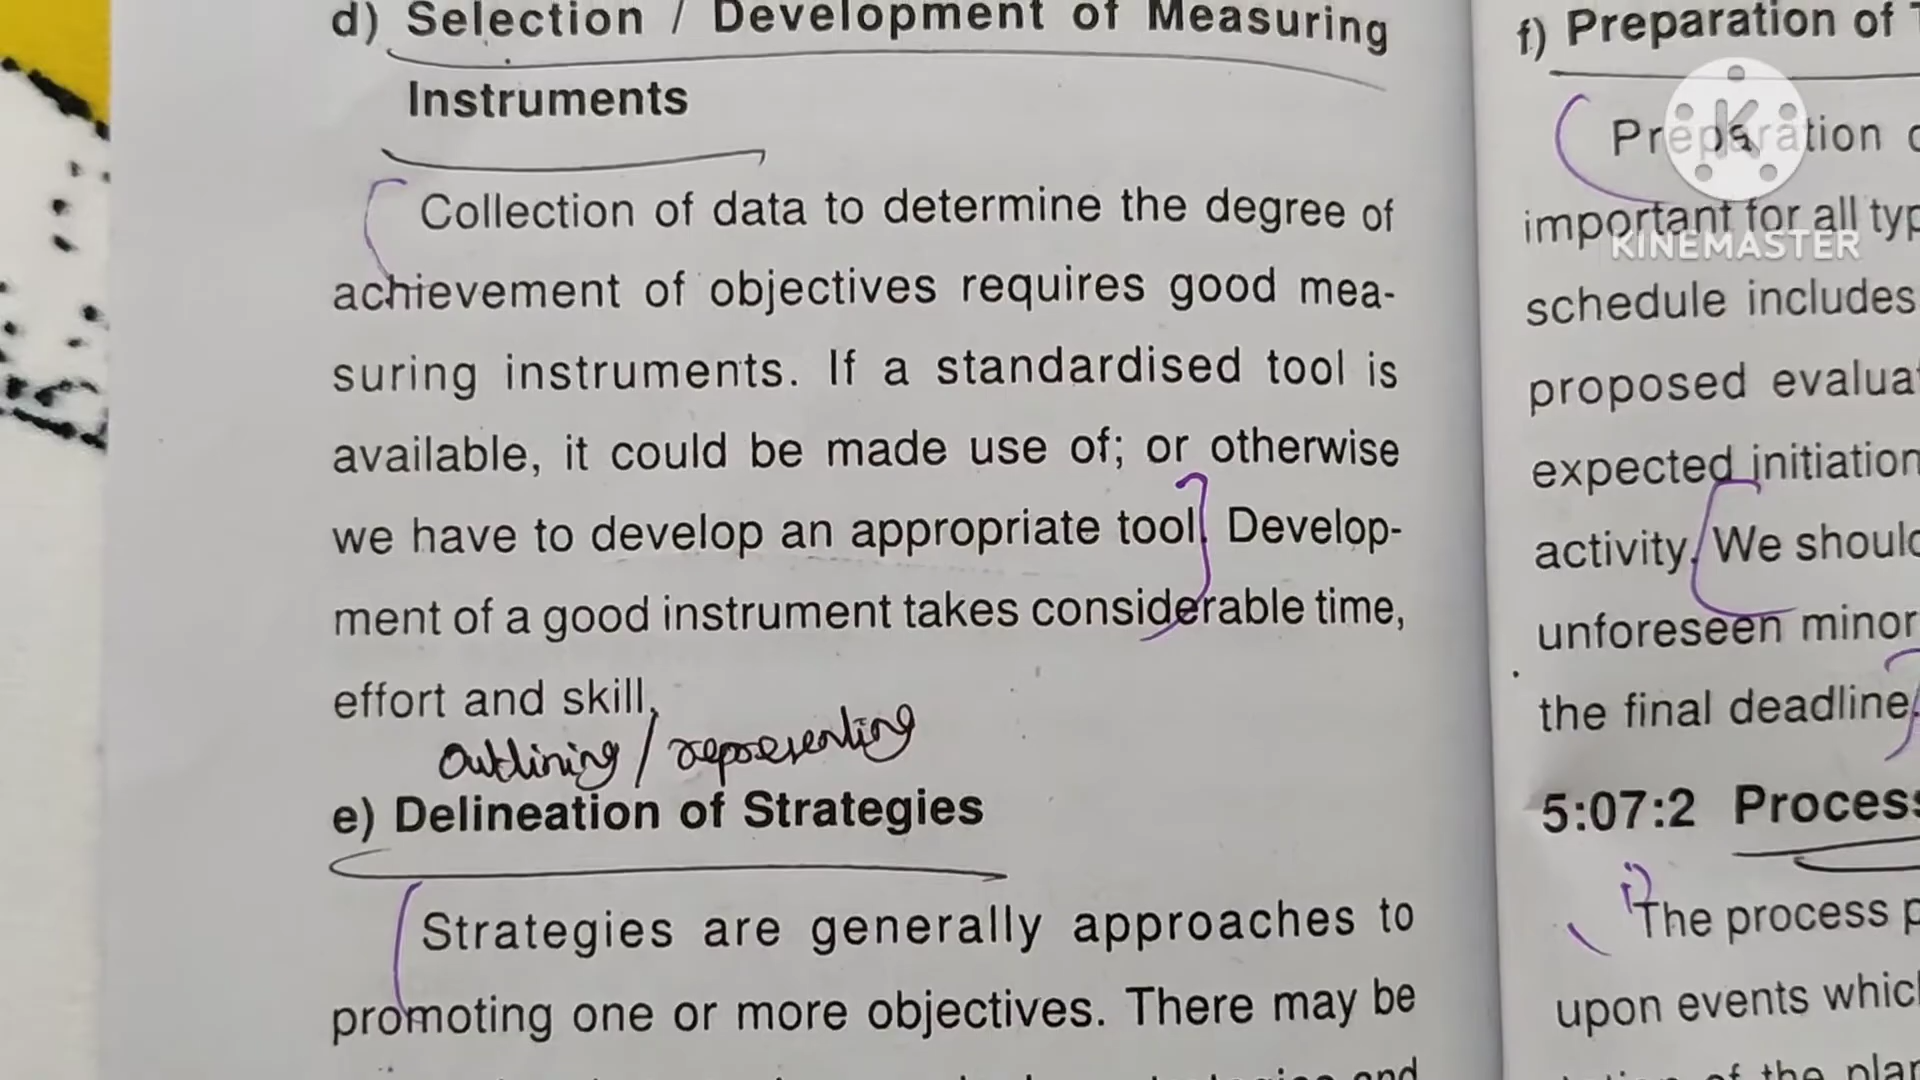 d) Selection / Development of Measuring
Instruments
Collection of data to determine the degree of
achievement of objectives requires good mea-
suring instruments. If a standardised tool is
available, it could be made use of; or otherwise
we have to develop an appropriate tool. Develop-
ment of a good instrument takes considerable time,
effort and skill.
Outlining / representing
e) Delineation of Strategies
Strategies are generally approaches to
promoting one or more objectives. There may be
f) Preparation of
Preparation
important for all typ
schedule includes
proposed evalua
expected initiation
activity. We should
unforeseen minor
the final deadline.
5:07:2 Process
i)
The process p
upon events which
of the plan
KINEMASTER